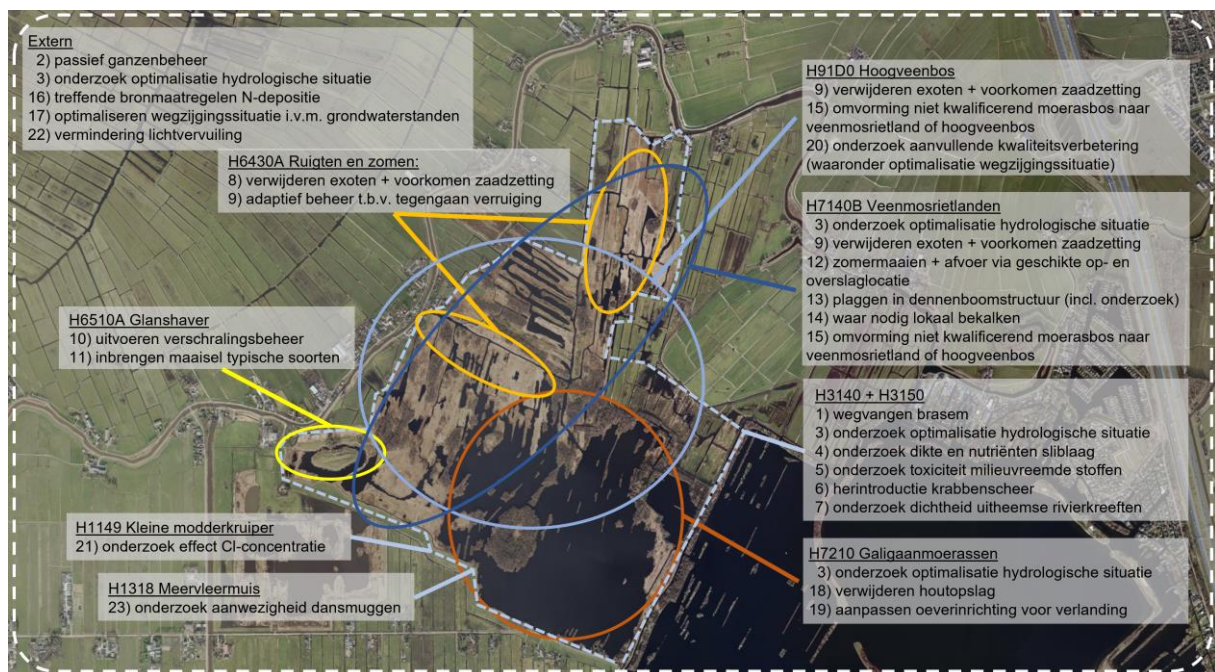 Extern
2) passief ganzenbeheer
3) onderzoek optimalisatie hydrologische situatie
16) treffende bronmaatregelen N-depositie
17) optimaliseren wegzijgingssituatie i.v.m. grondwaterstanden
22) vermindering lichtvervuiling
H6430A Ruigten en zomen:
8) verwijderen exoten + voorkomen zaadzetting
9) adaptief beheer t.b.v. tegengaan verruiging
H6510A Glanshaver
10) uitvoeren verschralingsbeheer
11) inbrengen maaisel typische soorten
H1149 Kleine modderkruiper
21) onderzoek effect Cl-concentratie
H1318 Meervleermuis
23) onderzoek aanwezigheid dansmuggen
H91D0 Hoogveenbos
9) verwijderen exoten + voorkomen zaadzetting
15) omvorming niet kwalificerend moerasbos naar
veenmosrietland of hoogveenbos
20) onderzoek aanvullende kwaliteitsverbetering
(waaronder optimalisatie wegzijgingssituatie)
H7140B Veenmosrietlanden
3) onderzoek optimalisatie hydrologische situatie
9) verwijderen exoten + voorkomen zaadzetting
12) zomermaaien + afvoer via geschikte op- en
overslaglocatie
13) plaggen in dennenboomstructuur (incl. onderzoek)
14) waar nodig lokaal bekalken
15) omvorming niet kwalificerend moerasbos naar
veenmosrietland of hoogveenbos
H3140 + H3150
1) wegvangen brasem
3) onderzoek optimalisatie hydrologische situatie
4) onderzoek dikte en nutriënten sliblaag
5) onderzoek toxiciteit milieuvreemde stoffen
6) herintroductie krabbenscheer
7) onderzoek dichtheid uitheemse rivierkreeften
H7210 Galigaanmoerassen
3) onderzoek optimalisatie hydrologische situatie
18) verwijderen houtopslag
19) aanpassen oeverinrichting voor verlanding